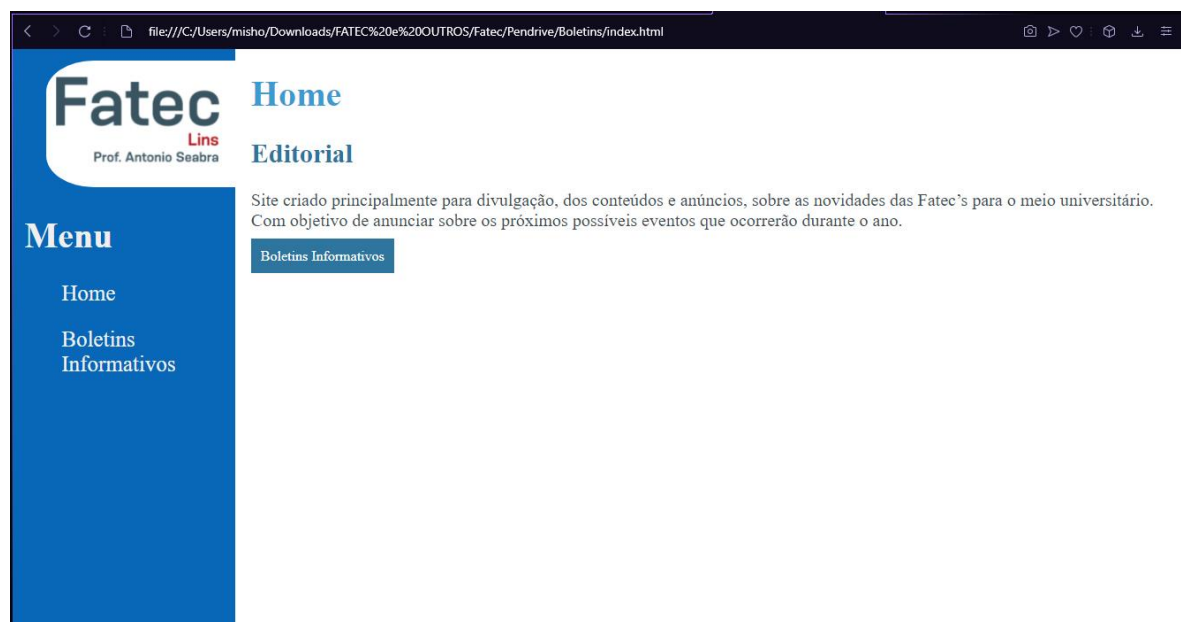 file:///C:/Users/misho/Downloads/FATEC%20e%20OUTROS/Fatec/Pendrive/Boletins/index.html
Fatec
Lins
Prof. Antonio Seabra
Menu
Home
Boletins
Informativos
Home
Editorial
Site criado principalmente para divulgação, dos conteúdos e anúncios, sobre as novidades das Fatec’s para o meio universitário.
Com objetivo de anunciar sobre os próximos possíveis eventos que ocorrerão durante o ano.
Boletins Informativos